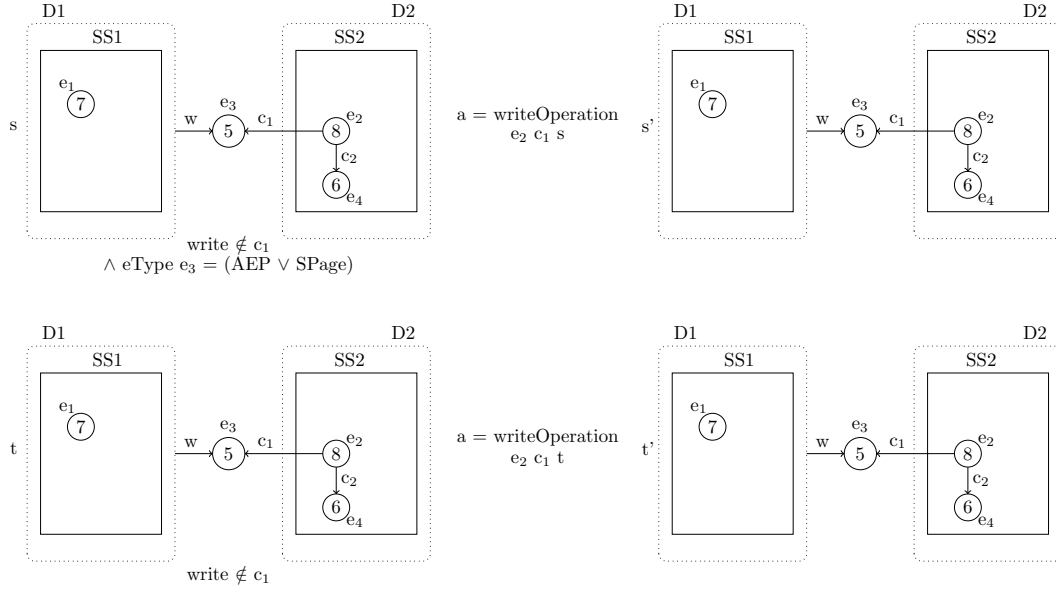 D1 D2 D1 D2
SS1 SS2 SS1 SS2
e1 7 e1 7
s w e3 5 c1 8 e2 a = writeOperation s' w e3 5 c1 8 e2
e2 c1 s
c2 c2
6 e4 6 e4
write ∉ c1
∧ eType e3 = (AEP ∨ SPage)
D1 D2 D1 D2
SS1 SS2 SS1 SS2
e1 7 e1 7
t w e3 5 c1 8 e2 a = writeOperation t' w e3 5 c1 8 e2
e2 c1 t
c2 c2
6 e4 6 e4
write ∉ c1